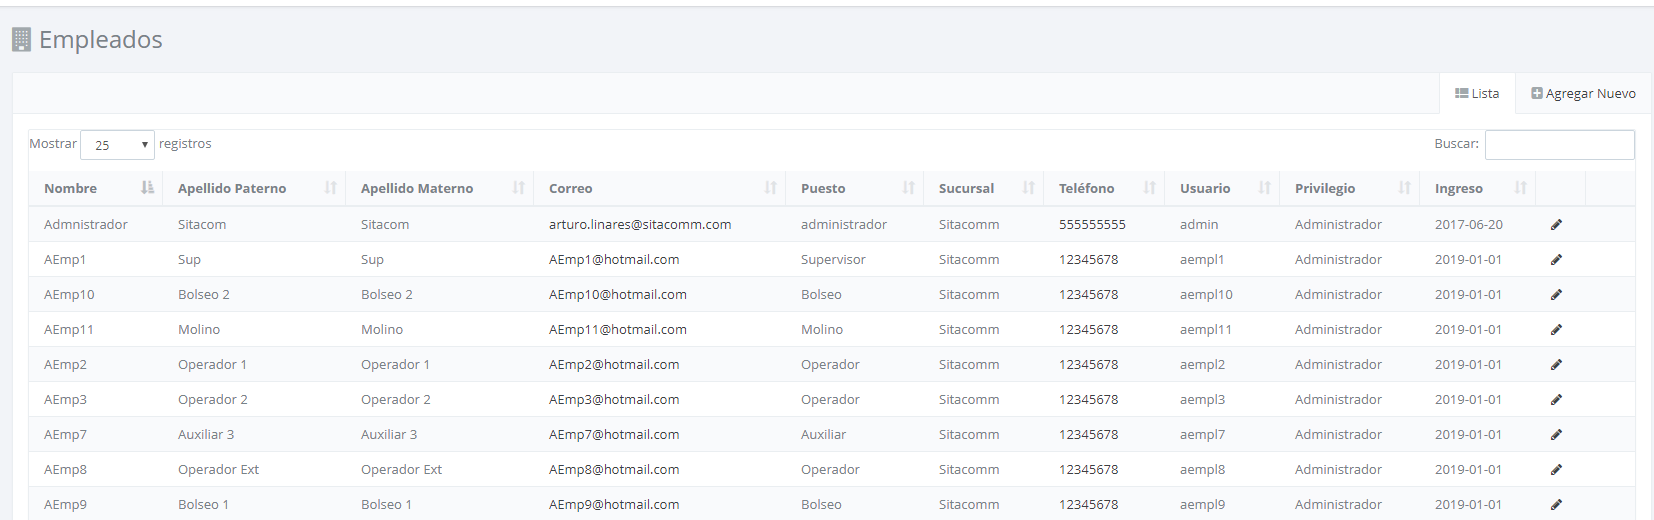 Empleados
Lista Agregar Nuevo
Mostrar 25 registros Buscar:
Nombre Apellido Paterno Apellido Materno Correo Puesto Sucursal Teléfono Usuario Privilegio Ingreso
Admnistrador Sitacom Sitacom arturo.linares@sitacomm.com administrador Sitacomm 555555555 admin Administrador 2017-06-20
AEmp1 Sup Sup AEmp1@hotmail.com Supervisor Sitacomm 12345678 aempl1 Administrador 2019-01-01
AEmp10 Bolseo 2 Bolseo 2 AEmp10@hotmail.com Bolseo Sitacomm 12345678 aempl10 Administrador 2019-01-01
AEmp11 Molino Molino AEmp11@hotmail.com Molino Sitacomm 12345678 aempl11 Administrador 2019-01-01
AEmp2 Operador 1 Operador 1 AEmp2@hotmail.com Operador Sitacomm 12345678 aempl2 Administrador 2019-01-01
AEmp3 Operador 2 Operador 2 AEmp3@hotmail.com Operador Sitacomm 12345678 aempl3 Administrador 2019-01-01
AEmp7 Auxiliar 3 Auxiliar 3 AEmp7@hotmail.com Auxiliar Sitacomm 12345678 aempl7 Administrador 2019-01-01
AEmp8 Operador Ext Operador Ext AEmp8@hotmail.com Operador Sitacomm 12345678 aempl8 Administrador 2019-01-01
AEmp9 Bolseo 1 Bolseo 1 AEmp9@hotmail.com Bolseo Sitacomm 12345678 aempl9 Administrador 2019-01-01